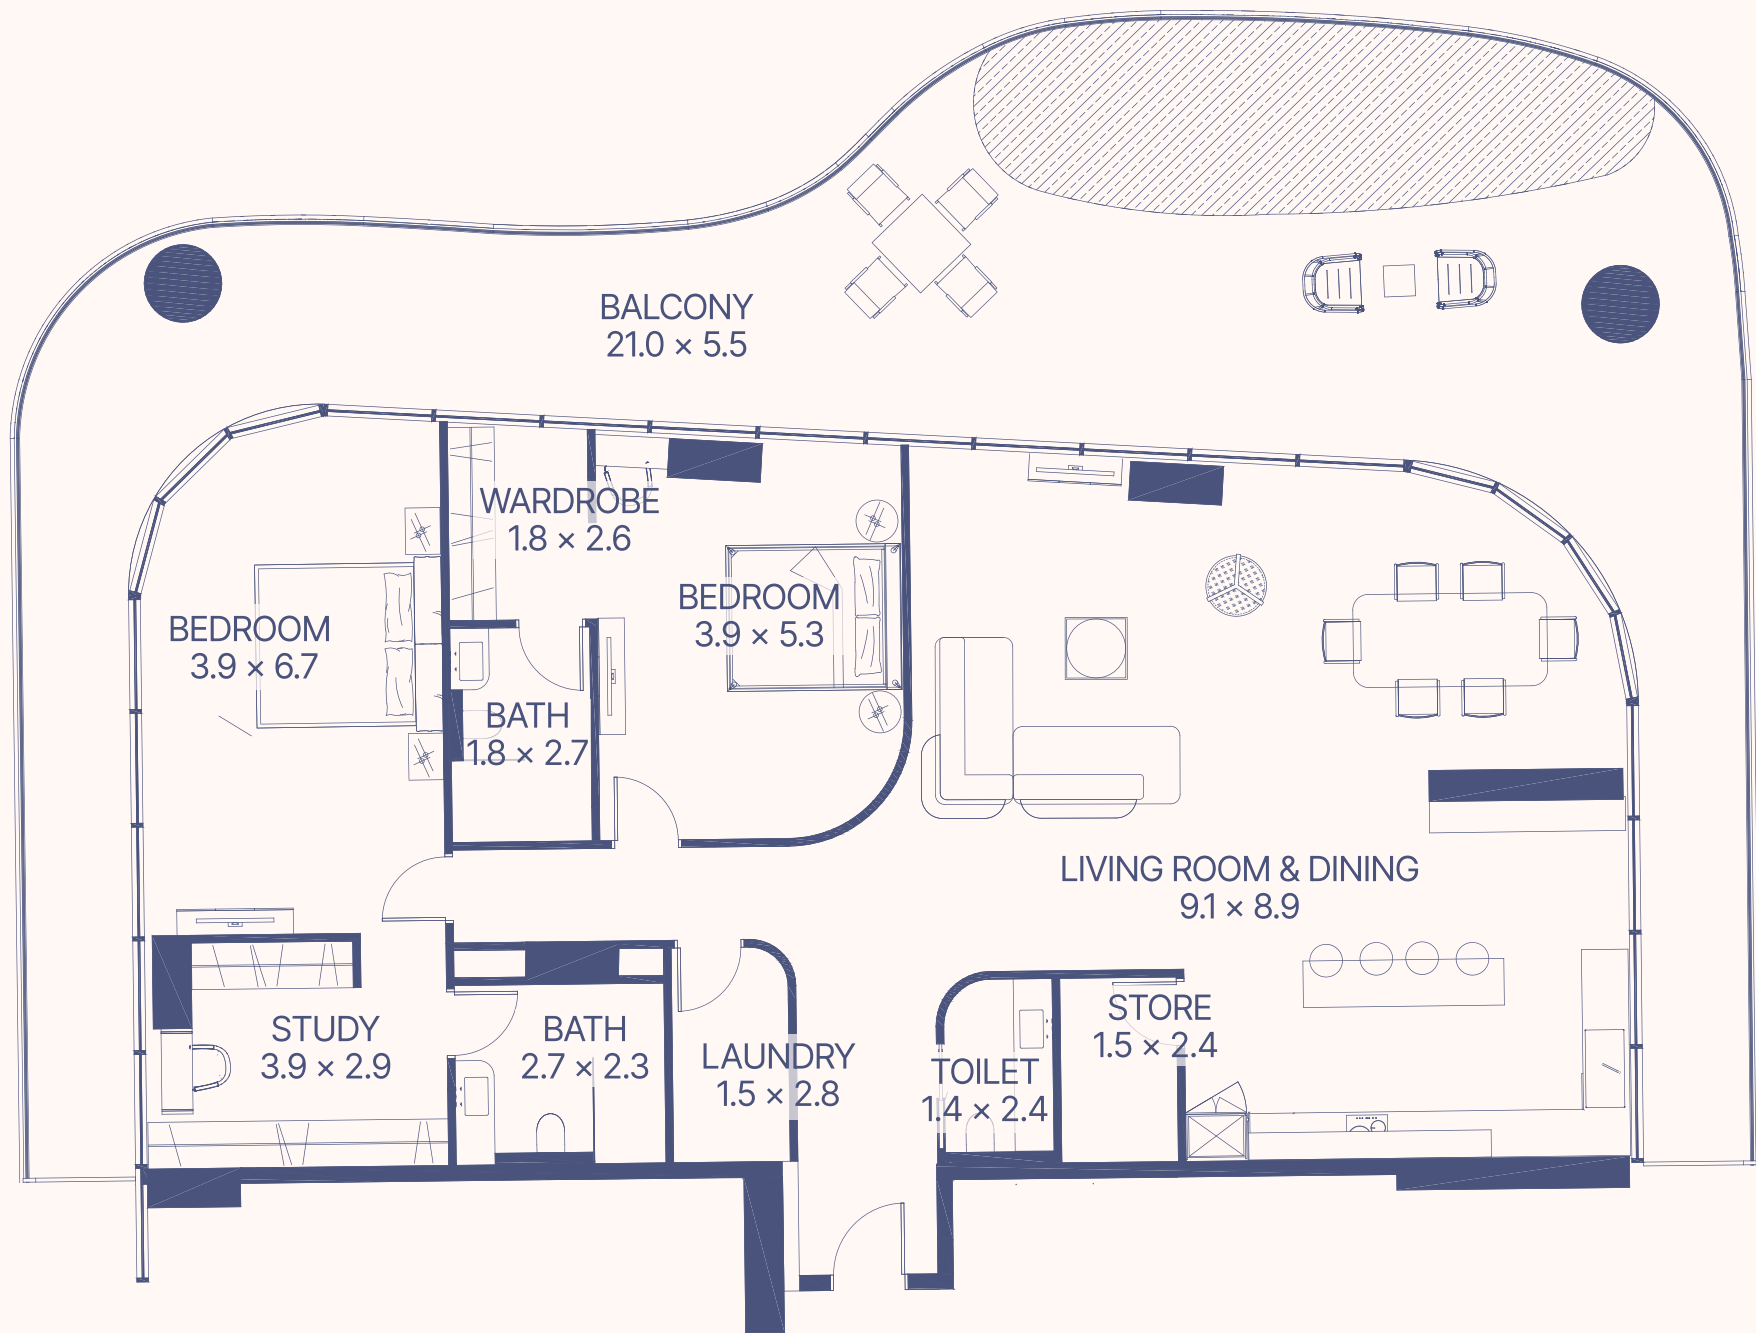 BALCONY
21.0 × 5.5
WARDROBE
1.8 × 2.6
BEDROOM
3.9 × 5.3
BEDROOM
3.9 × 6.7
BATH
1.8 × 2.7
LIVING ROOM & DINING
9.1 × 8.9
STUDY
3.9 × 2.9
BATH
2.7 × 2.3
LAUNDRY
1.5 × 2.8
TOILET
1.4 × 2.4
STORE
1.5 × 2.4